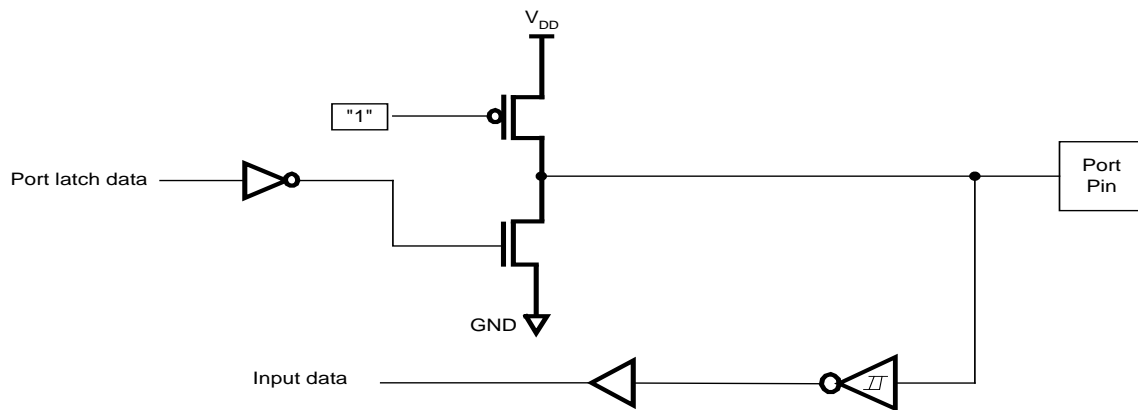 VDD
"1"
Port latch data
Port
Pin
GND
Input data